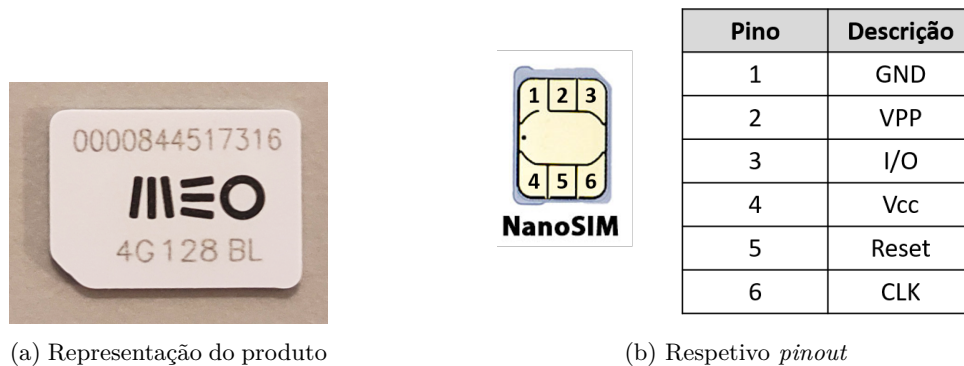 0000844517316
MEO
4G 128 BL
(a) Representação do produto
1 2 3
4 5 6
NanoSIM
Pino Descrição
1 GND
2 VPP
3 I/O
4 Vcc
5 Reset
6 CLK
(b) Respetivo pinout